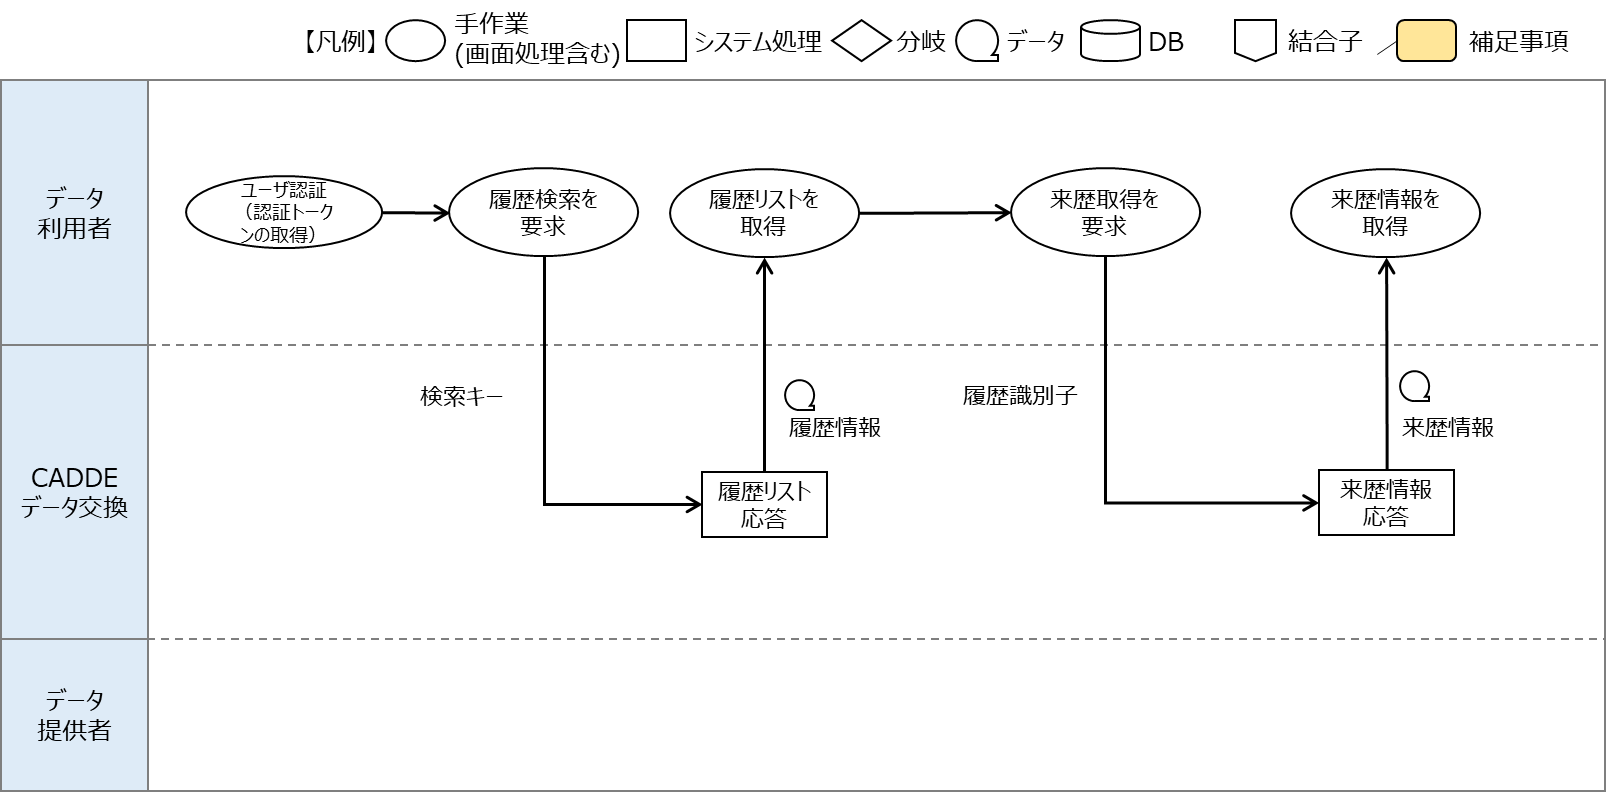 【凡例】
手作業
(画面処理含む)
システム処理
分岐
データ
DB
結合子
補足事項
データ
利用者
ユーザ認証
（認証トーク
ンの取得）
履歴検索を
要求
履歴リストを
取得
来歴取得を
要求
来歴情報を
取得
CADDE
データ交換
検索キー
履歴情報
履歴リスト
応答
履歴識別子
来歴情報
来歴情報
応答
データ
提供者